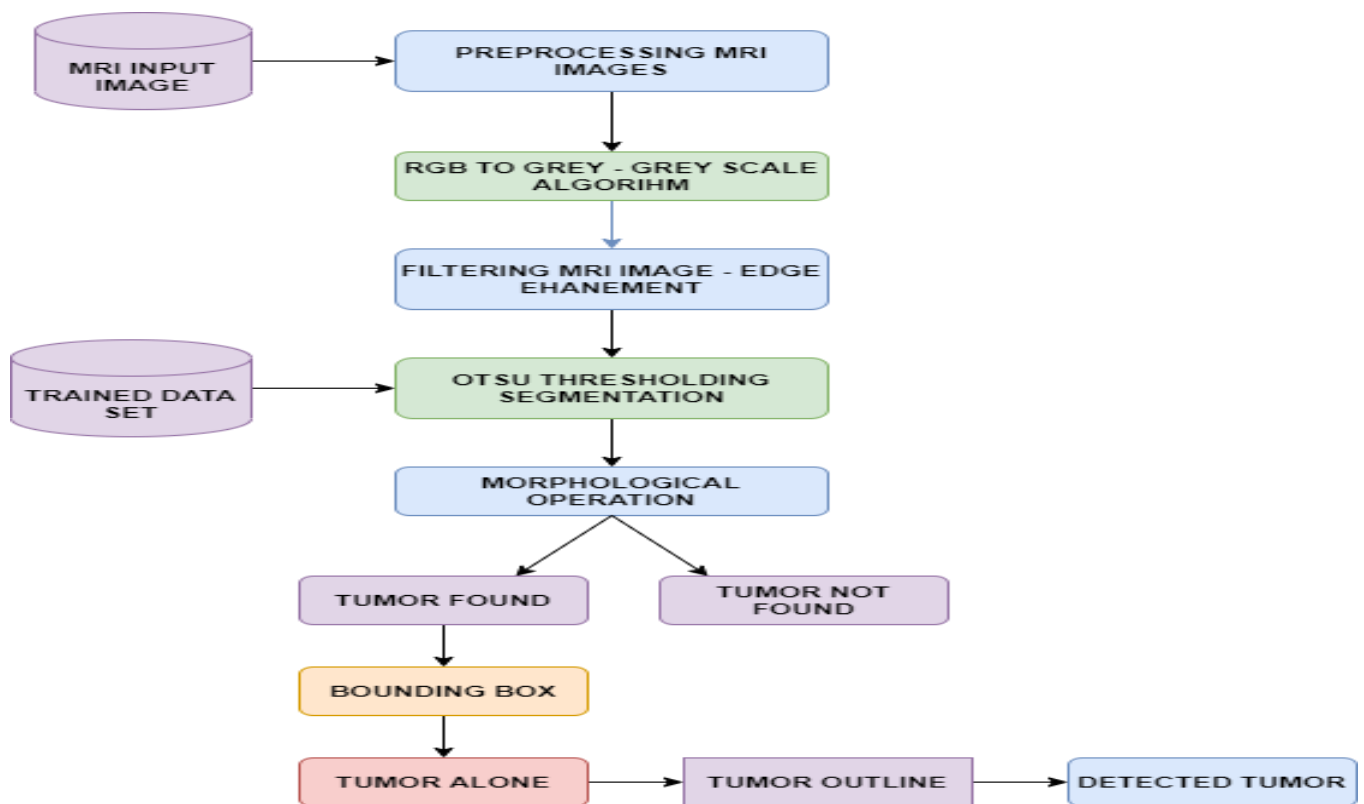 MRI INPUT
IMAGE
PREPROCESSING MRI
IMAGES
RGB TO GREY - GREY SCALE
ALGORIHM
FILTERING MRI IMAGE - EDGE
EHANEMENT
TRAINED DATA
SET
OTSU THRESHOLDING
SEGMENTATION
MORPHOLOGICAL
OPERATION
TUMOR FOUND
TUMOR NOT
FOUND
BOUNDING BOX
TUMOR ALONE
TUMOR OUTLINE
DETECTED TUMOR